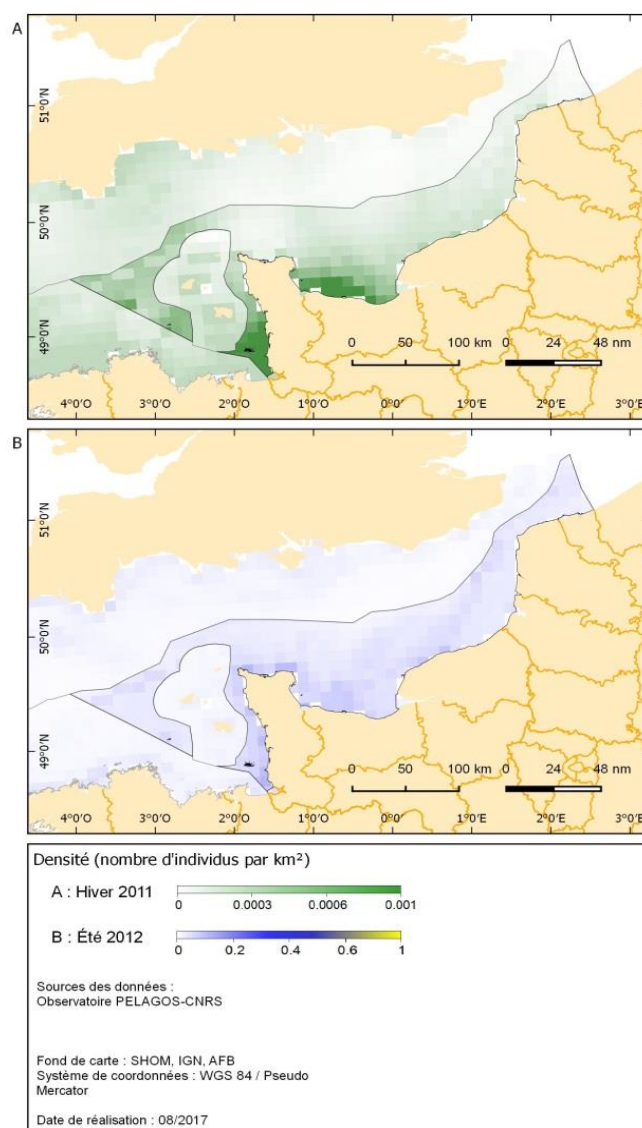 A
51°0'N
50°0'N
49°0'N
0 50 100 km 0 24 48 nm
4°0'O 3°0'O 2°0'O 1°0'O 0°0' 1°0'E 2°0'E 3°0'E
B
51°0'N
50°0'N
49°0'N
0 50 100 km 0 24 48 nm
4°0'O 3°0'O 2°0'O 1°0'O 0°0' 1°0'E 2°0'E 3°0'E
Densité (nombre d'individus par km²)
A : Hiver 2011
0 0.0003 0.0006 0.001
B : Été 2012
0 0.2 0.4 0.6 1
Sources des données :
Observatoire PELAGOS-CNRS
Fond de carte : SHOM, IGN, AFB
Système de coordonnées : WGS 84 / Pseudo
Mercator
Date de réalisation : 08/2017